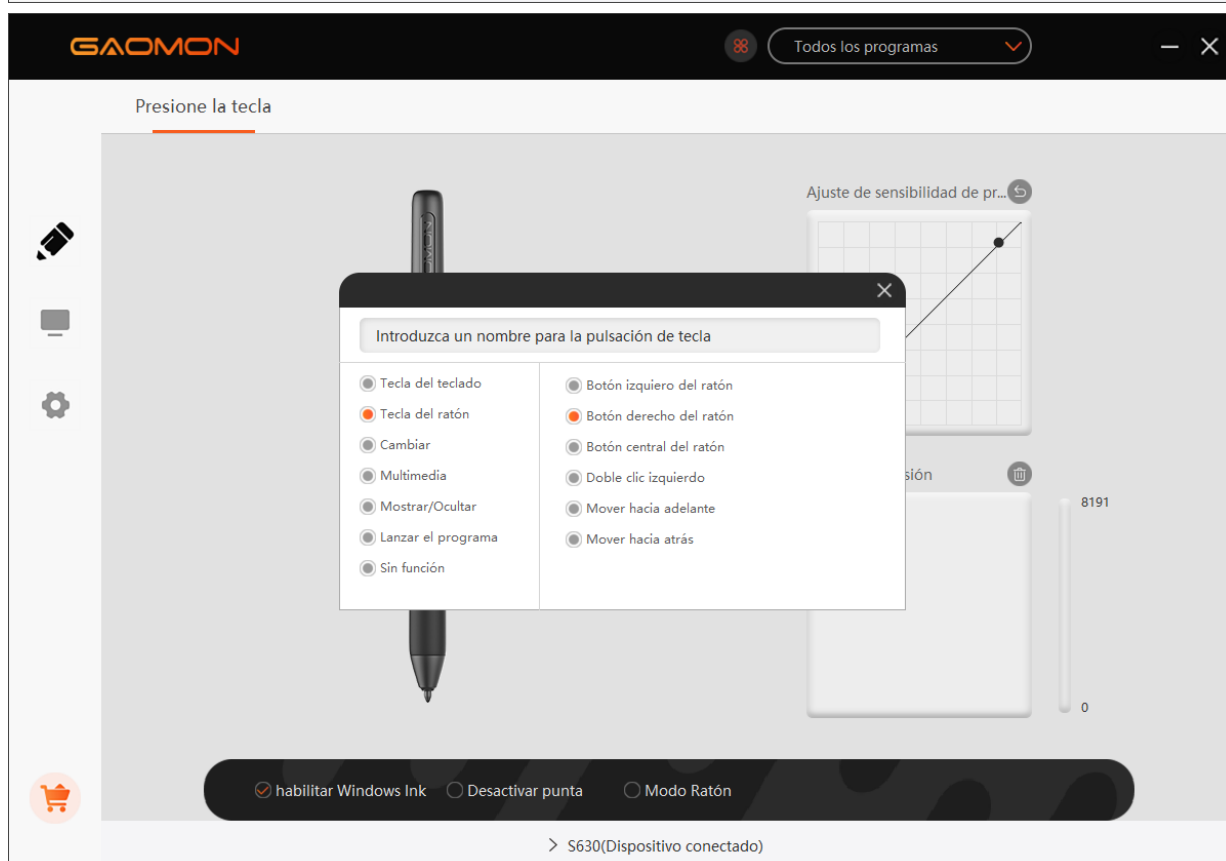 GAOMON
Todos los programas
Presione la tecla
Ajuste de sensibilidad de pr...
Introduzca un nombre para la pulsación de tecla
Tecla del teclado
Tecla del ratón
Cambiar
Multimedia
Mostrar/Ocultar
Lanzar el programa
Sin función
Botón izquiero del ratón
Botón derecho del ratón
Botón central del ratón
Doble clic izquierdo
Mover hacia adelante
Mover hacia atrás
sión
8191
0
habilitar Windows Ink
Desactivar punta
Modo Ratón
S630(Dispositivo conectado)